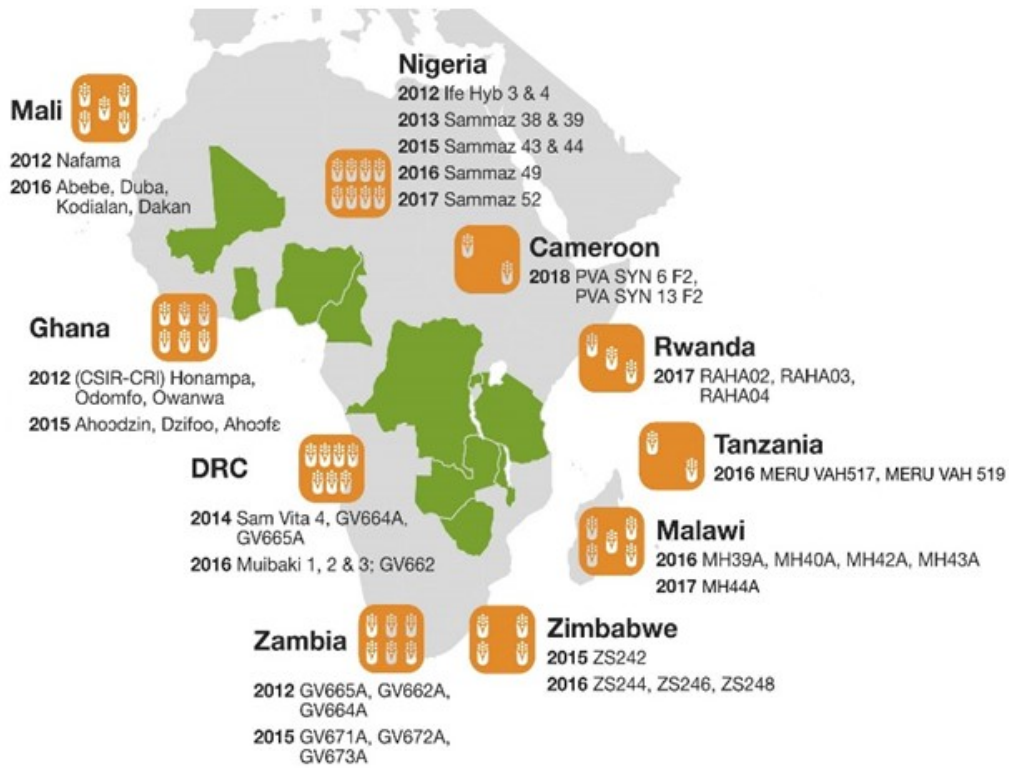 Nigeria
2012 Ife Hyb 3 & 4
2013 Sammaz 38 & 39
2015 Sammaz 43 & 44
2016 Sammaz 49
2017 Sammaz 52
Mali
2012 Nafama
2016 Abebe, Duba,
Kodialan, Dakan
Cameroon
2018 PVA SYN 6 F2,
PVA SYN 13 F2
Ghana
2012 (CSIR-CRI) Honampa,
Odomfo, Owanwa
2015 Ahoɔdzin, Dzifoo, Ahoɔfɛ
Rwanda
2017 RAHA02, RAHA03,
RAHA04
DRC
2014 Sam Vita 4, GV664A,
GV665A
2016 Muibaki 1, 2 & 3; GV662
Tanzania
2016 MERU VAH517, MERU VAH 519
Malawi
2016 MH39A, MH40A, MH42A, MH43A
2017 MH44A
Zambia
2012 GV665A, GV662A,
GV664A
2015 GV671A, GV672A,
GV673A
Zimbabwe
2015 ZS242
2016 ZS244, ZS246, ZS248